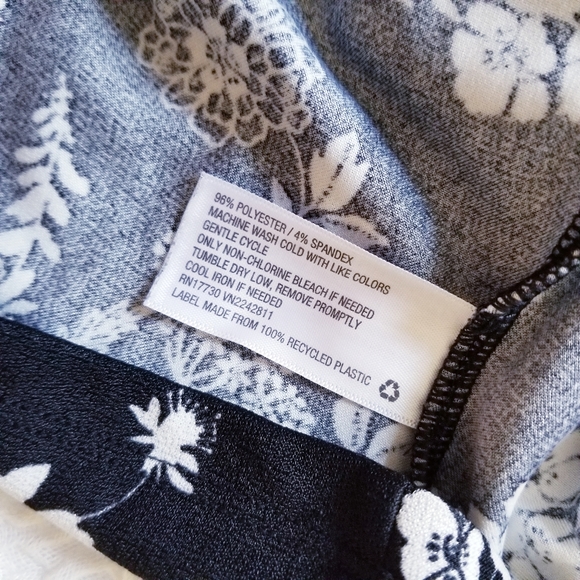 96% POLYESTER / 4% SPANDEX
MACHINE WASH COLD WITH LIKE COLORS
GENTLE CYCLE
ONLY NON-CHLORINE BLEACH IF NEEDED
TUMBLE DRY LOW, REMOVE PROMPTLY
COOL IRON IF NEEDED
RN17730 VN2242811
LABEL MADE FROM 100% RECYCLED PLASTIC